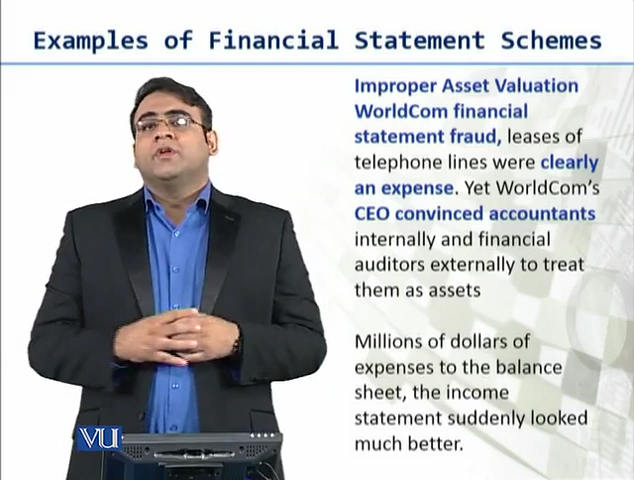 Examples of Financial Statement Schemes
Improper Asset Valuation
WorldCom financial
statement fraud, leases of
telephone lines were clearly
an expense. Yet WorldCom's
CEO convinced accountants
internally and financial
auditors externally to treat
them as assets
Millions of dollars of
expenses to the balance
sheet, the income
statement suddenly looked
much better.
VU